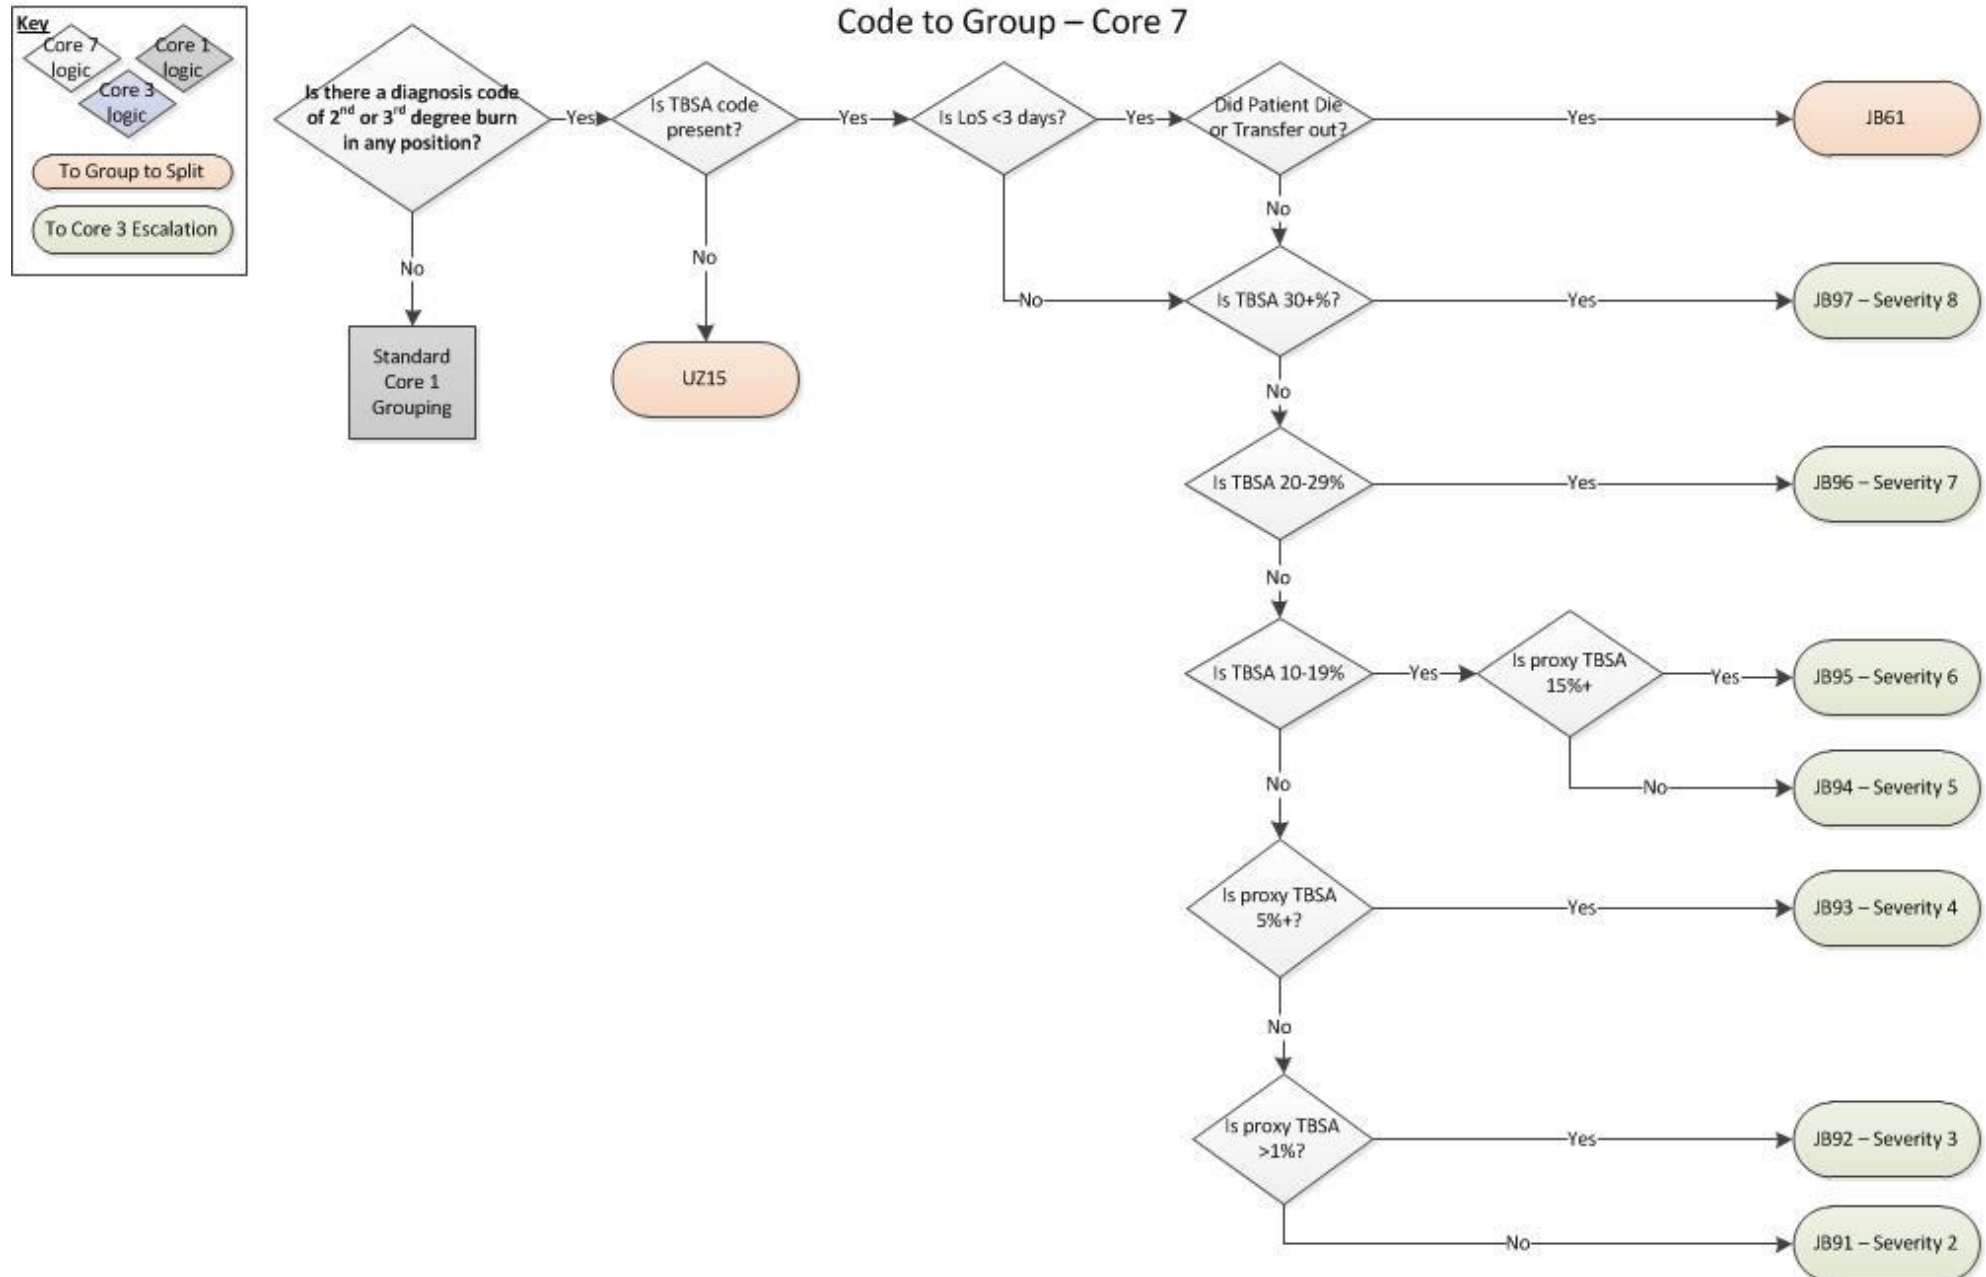 Code to Group – Core 7
Key
Core 7
logic
Core 1
logic
Core 3
logic
To Group to Split
To Core 3 Escalation
Is there a diagnosis code
of 2nd or 3rd degree burn
in any position?
Yes
Is TBSA code
present?
Yes
Is LoS <3 days?
Yes
Did Patient Die
or Transfer out?
Yes
JB61
No
Standard
Core 1
Grouping
No
UZ15
No
No
Is TBSA 30+%?
Yes
JB97 – Severity 8
No
Is TBSA 20-29%
Yes
JB96 – Severity 7
No
Is TBSA 10-19%
Yes
Is proxy TBSA
15%+
Yes
JB95 – Severity 6
No
JB94 – Severity 5
No
Is proxy TBSA
5%+?
Yes
JB93 – Severity 4
No
Is proxy TBSA
>1%?
Yes
JB92 – Severity 3
No
JB91 – Severity 2